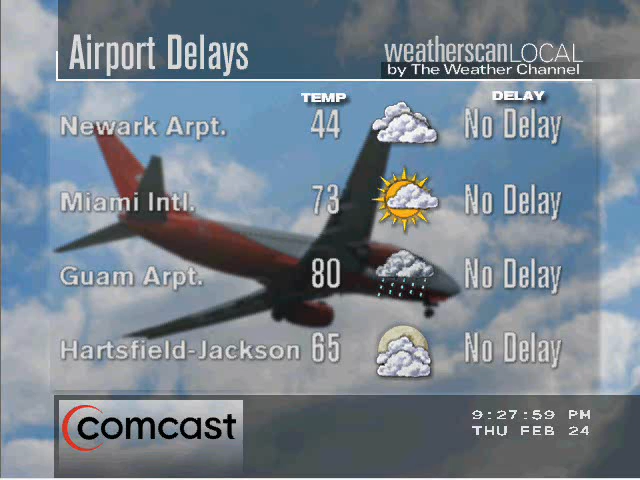 Airport Delays
weatherscanLOCAL
by The Weather Channel
TEMP DELAY
Newark Arpt. 44 No Delay
Miami Intl. 73 No Delay
Guam Arpt. 80 No Delay
Hartsfield-Jackson 65 No Delay
comcast
9:27:59 PM
THU FEB 24